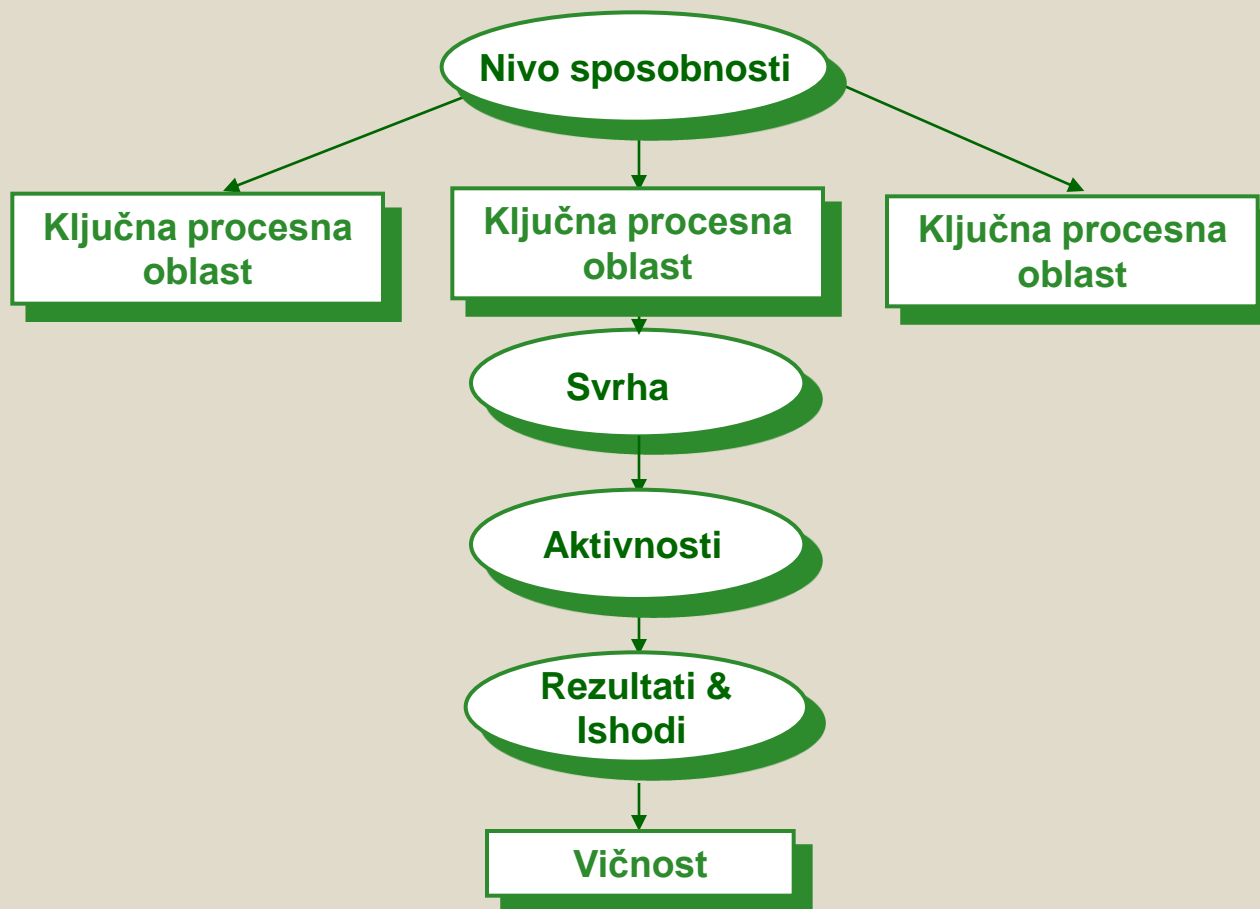 Nivo sposobnosti
Ključna procesna
oblast
Ključna procesna
oblast
Ključna procesna
oblast
Svrha
Aktivnosti
Rezultati &
Ishodi
Vičnost